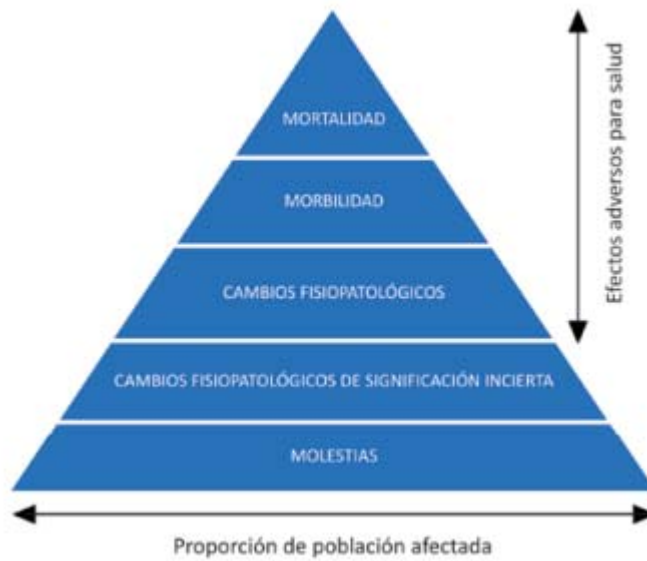 MORTALIDAD
MORBILIDAD
CAMBIOS FISIOPATOLÓGICOS
CAMBIOS FISIOPATOLÓGICOS DE SIGNIFICACIÓN INCIERTA
MOLESTIAS
Efectos adversos para salud
Proporción de población afectada